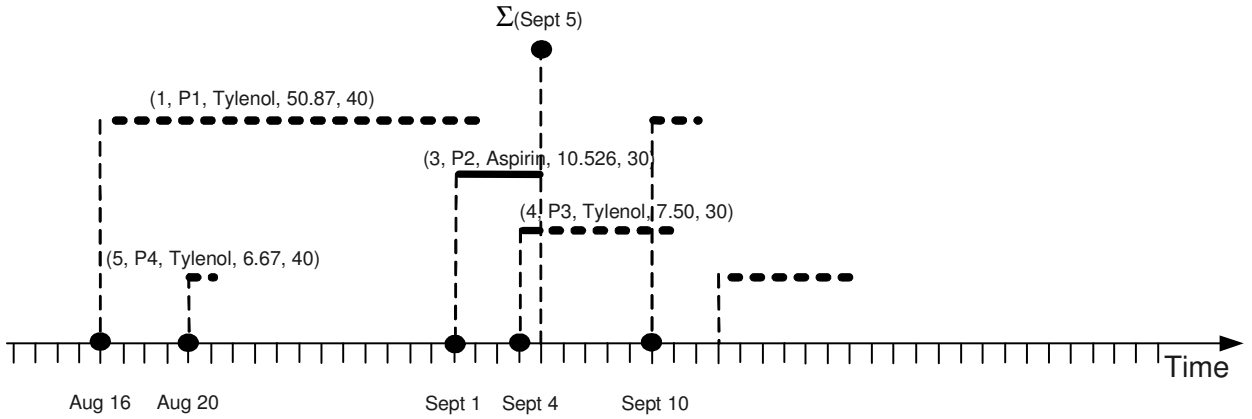 Σ(Sept 5)
(1, P1, Tylenol, 50.87, 40)
(3, P2, Aspirin, 10.526, 30)
(4, P3, Tylenol, 7.50, 30)
(5, P4, Tylenol, 6.67, 40)
Time
Aug 16 Aug 20 Sept 1 Sept 4 Sept 10